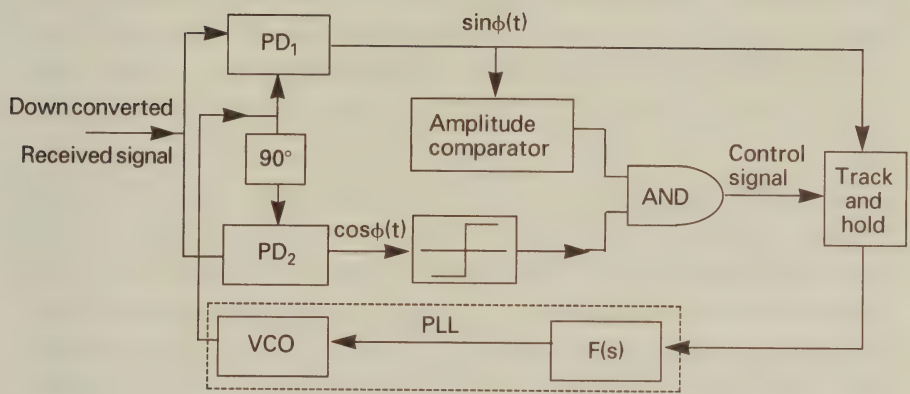 sinϕ(t)
PD₁
Down converted
Received signal
90°
Amplitude
comparator
Control
signal
AND
Track
and
hold
PD₂
cosϕ(t)
PLL
VCO
F(s)